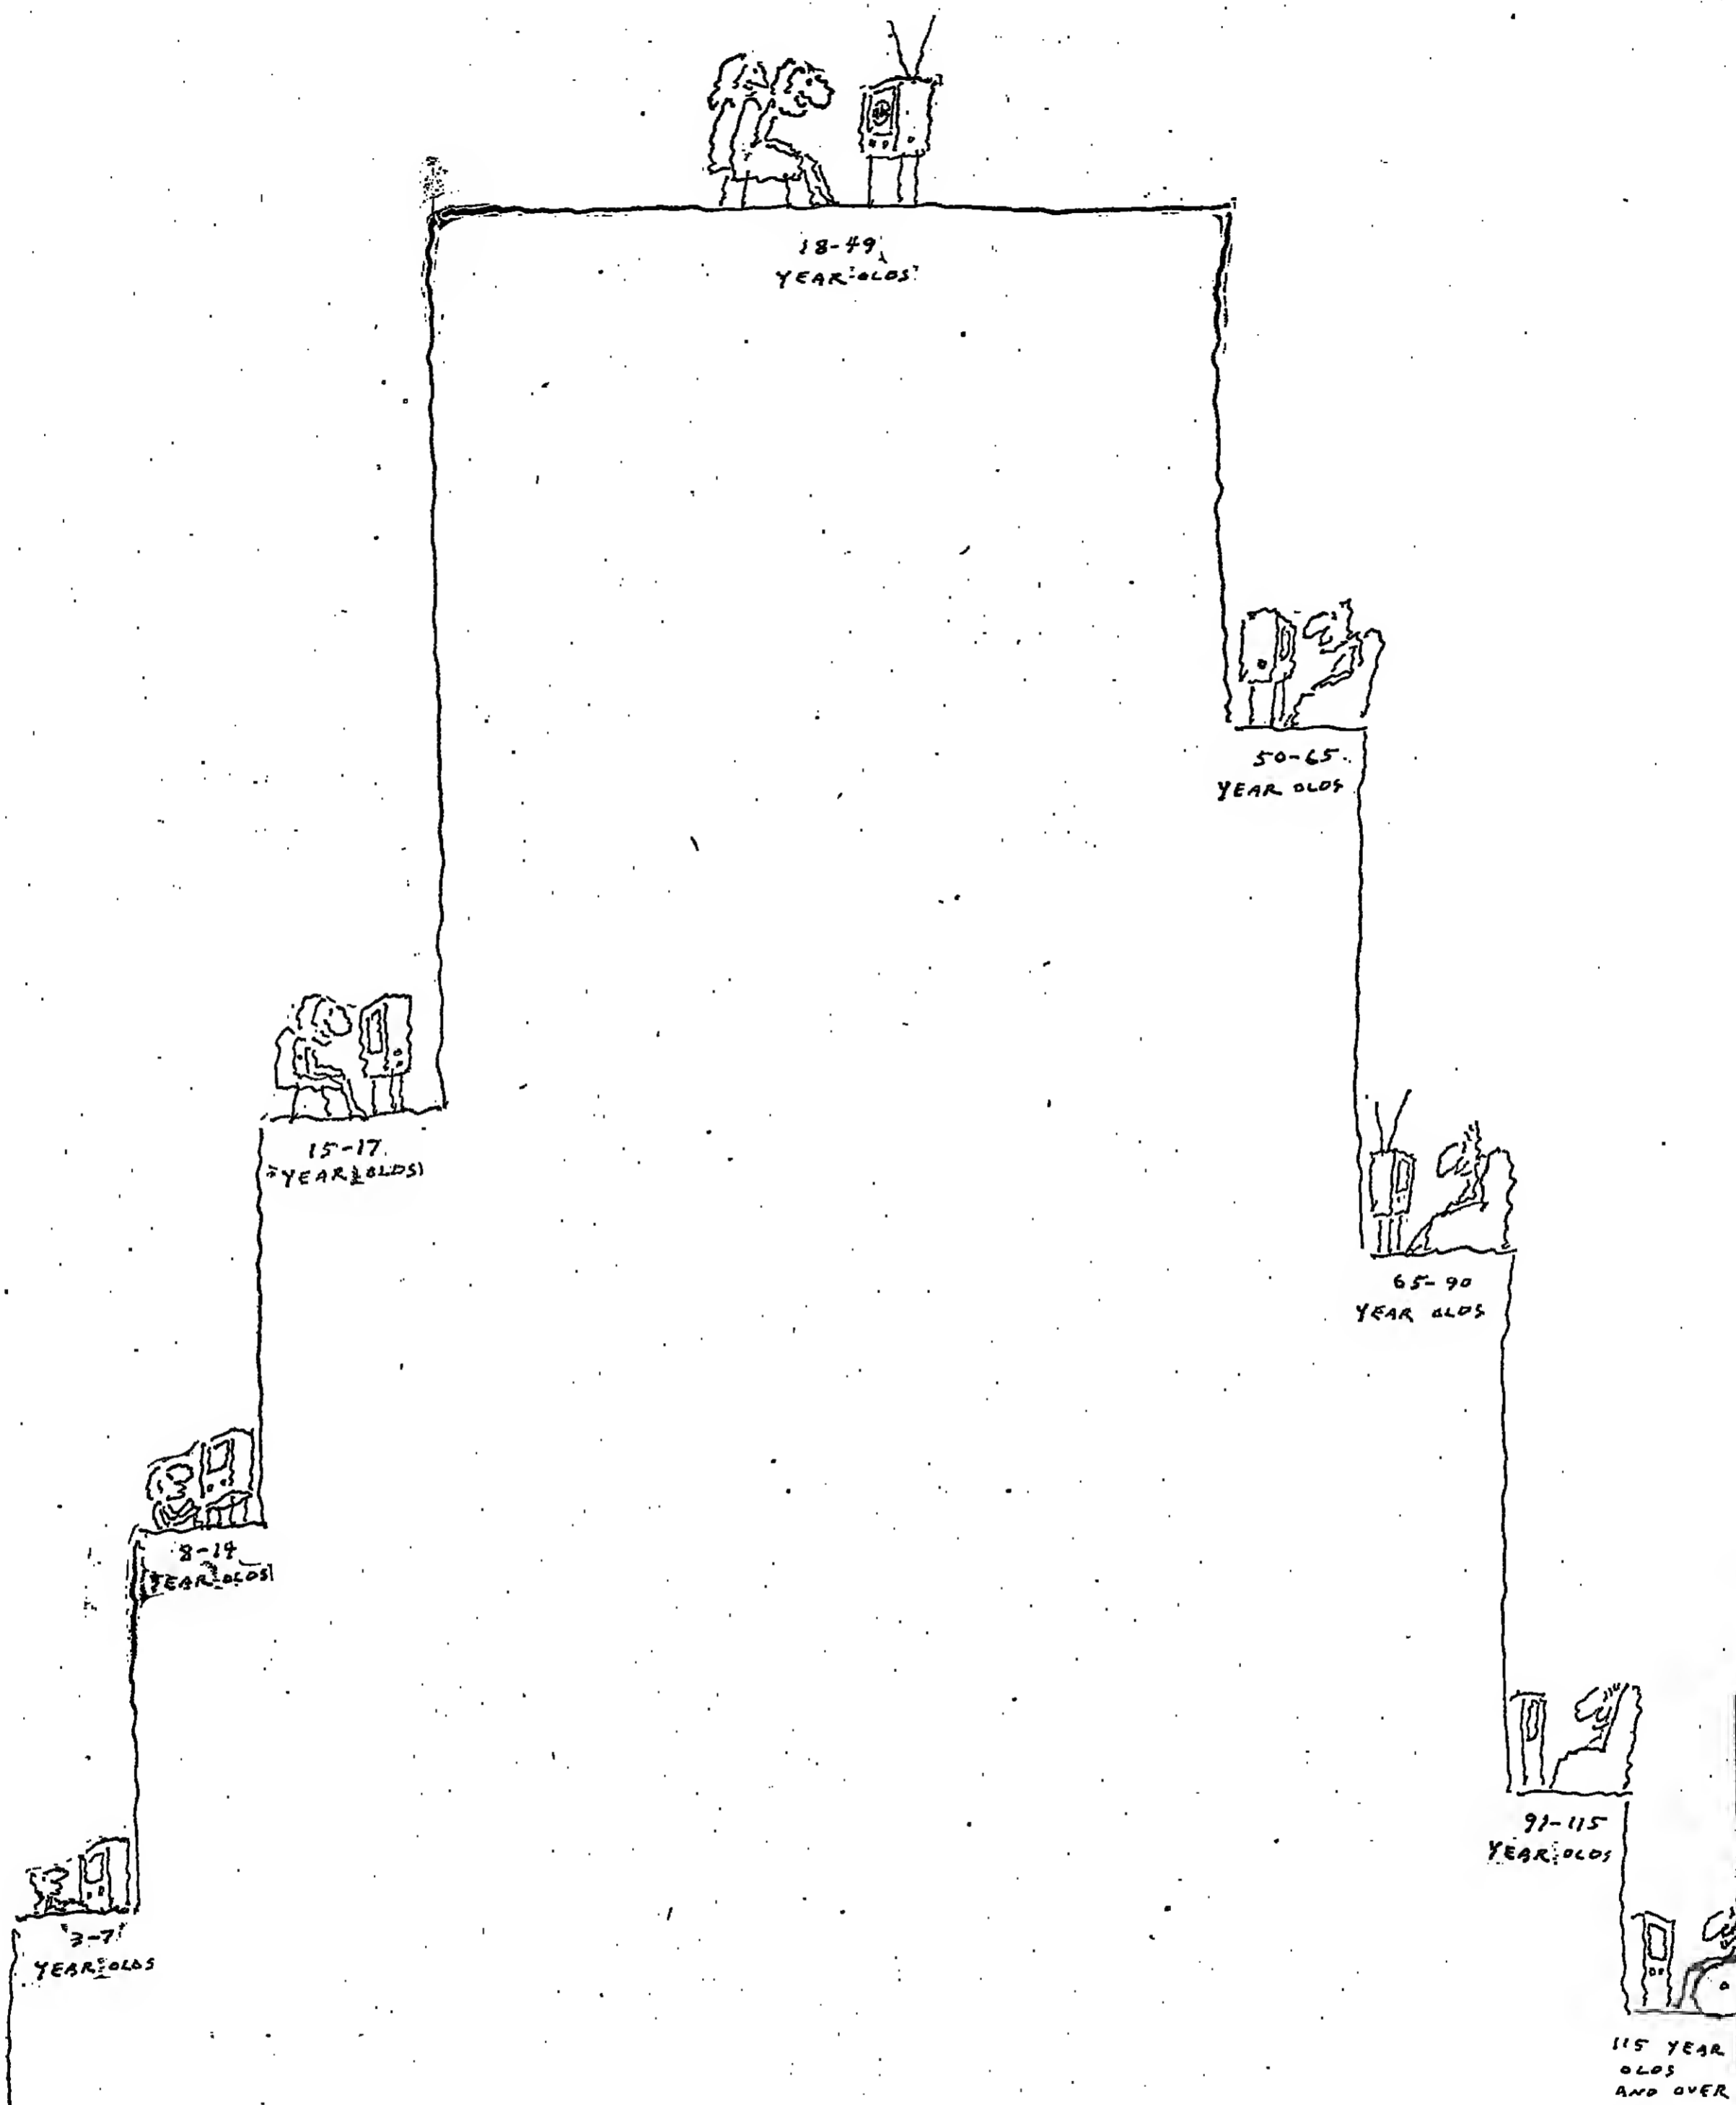 18-49
YEAR OLDS
50-65
YEAR OLDS
15-17
YEAR OLDS
65-90
YEAR OLDS
8-14
YEAR OLDS
91-115
YEAR OLDS
3-7
YEAR OLDS
115 YEAR
OLDS
AND OVER